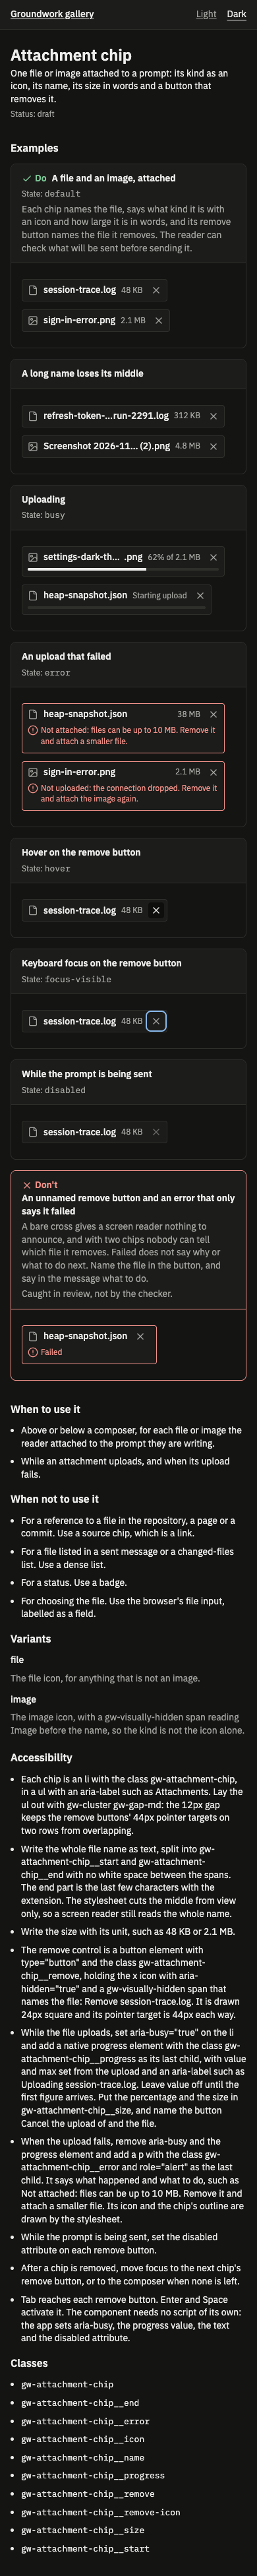 Groundwork gallery
Light
Dark
Attachment chip
One file or image attached to a prompt: its kind as an
icon, its name, its size in words and a button that
removes it.
Status: draft
Examples
Do A file and an image, attached
State: default
Each chip names the file, says what kind it is with
an icon and how large it is in words, and its remove
button names the file it removes. The reader can
check what will be sent before sending it.
session-trace.log 48 KB
sign-in-error.png 2.1 MB
A long name loses its middle
refresh-token-…run-2291.log 312 KB
Screenshot 2026-11… (2).png 4.8 MB
Uploading
State: busy
settings-dark-th… .png 62% of 2.1 MB
heap-snapshot.json Starting upload
An upload that failed
State: error
heap-snapshot.json 38 MB
Not attached: files can be up to 10 MB. Remove it
and attach a smaller file.
sign-in-error.png 2.1 MB
Not uploaded: the connection dropped. Remove it
and attach the image again.
Hover on the remove button
State: hover
session-trace.log 48 KB
Keyboard focus on the remove button
State: focus-visible
session-trace.log 48 KB
While the prompt is being sent
State: disabled
session-trace.log 48 KB
Don't
An unnamed remove button and an error that only
says it failed
A bare cross gives a screen reader nothing to
announce, and with two chips nobody can tell
which file it removes. Failed does not say why or
what to do next. Name the file in the button, and
say in the message what to do.
Caught in review, not by the checker.
heap-snapshot.json
Failed
When to use it
• Above or below a composer, for each file or image the
reader attached to the prompt they are writing.
• While an attachment uploads, and when its upload
fails.
When not to use it
• For a reference to a file in the repository, a page or a
commit. Use a source chip, which is a link.
• For a file listed in a sent message or a changed-files
list. Use a dense list.
• For a status. Use a badge.
• For choosing the file. Use the browser's file input,
labelled as a field.
Variants
file
The file icon, for anything that is not an image.
image
The image icon, with a gw-visually-hidden span reading
Image before the name, so the kind is not the icon alone.
Accessibility
• Each chip is an li with the class gw-attachment-chip,
in a ul with an aria-label such as Attachments. Lay the
ul out with gw-cluster gw-gap-md: the 12px gap
keeps the remove buttons' 44px pointer targets on
two rows from overlapping.
• Write the whole file name as text, split into gw-
attachment-chip__start and gw-attachment-
chip__end with no white space between the spans.
The end part is the last few characters with the
extension. The stylesheet cuts the middle from view
only, so a screen reader still reads the whole name.
• Write the size with its unit, such as 48 KB or 2.1 MB.
• The remove control is a button element with
type="button" and the class gw-attachment-
chip__remove, holding the x icon with aria-
hidden="true" and a gw-visually-hidden span that
names the file: Remove session-trace.log. It is drawn
24px square and its pointer target is 44px each way.
• While the file uploads, set aria-busy="true" on the li
and add a native progress element with the class gw-
attachment-chip__progress as its last child, with value
and max set from the upload and an aria-label such as
Uploading session-trace.log. Leave value off until the
first figure arrives. Put the percentage and the size in
gw-attachment-chip__size, and name the button
Cancel the upload of and the file.
• When the upload fails, remove aria-busy and the
progress element and add a p with the class gw-
attachment-chip__error and role="alert" as the last
child. It says what happened and what to do, such as
Not attached: files can be up to 10 MB. Remove it and
attach a smaller file. Its icon and the chip's outline are
drawn by the stylesheet.
• While the prompt is being sent, set the disabled
attribute on each remove button.
• After a chip is removed, move focus to the next chip's
remove button, or to the composer when none is left.
• Tab reaches each remove button. Enter and Space
activate it. The component needs no script of its own:
the app sets aria-busy, the progress value, the text
and the disabled attribute.
Classes
• gw-attachment-chip
• gw-attachment-chip__end
• gw-attachment-chip__error
• gw-attachment-chip__icon
• gw-attachment-chip__name
• gw-attachment-chip__progress
• gw-attachment-chip__remove
• gw-attachment-chip__remove-icon
• gw-attachment-chip__size
• gw-attachment-chip__start